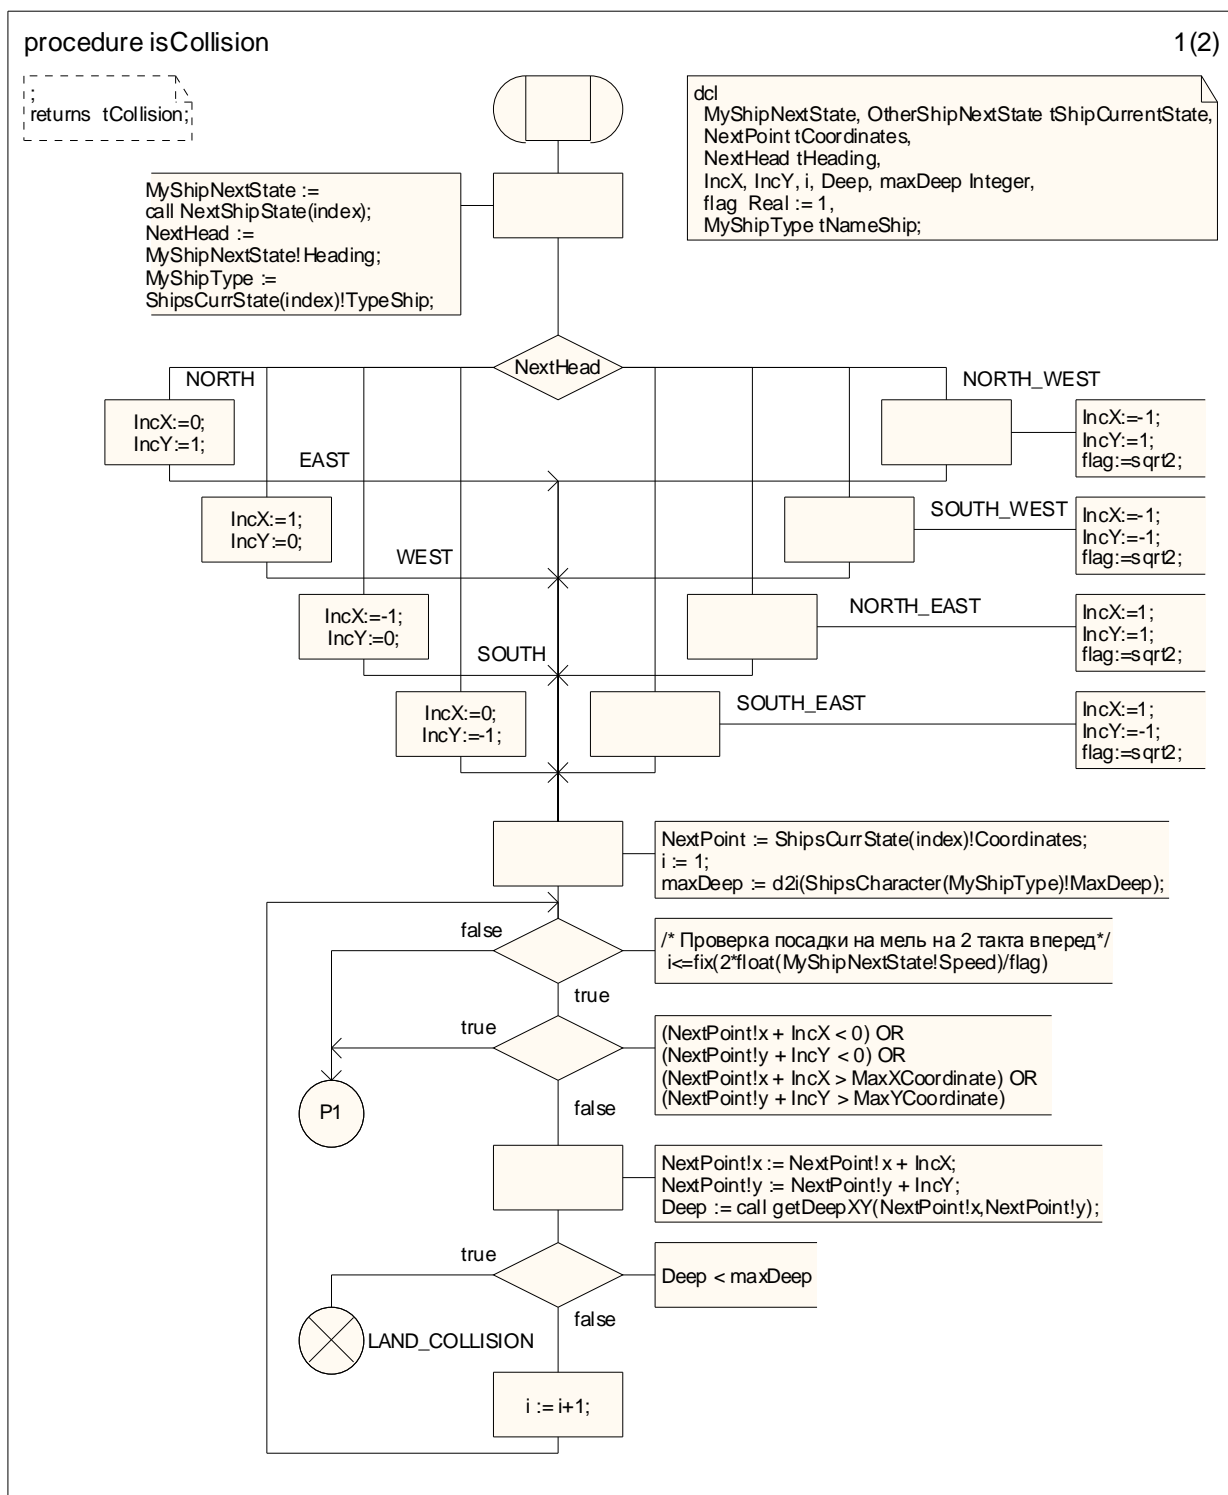 procedure isCollision
1(2)
;
returns tCollision;
dcl
MyShipNextState, OtherShipNextState tShipCurrentState,
NextPoint tCoordinates,
NextHead tHeading,
IncX, IncY, i, Deep, maxDeep Integer,
flag Real := 1,
MyShipType tNameShip;
MyShipNextState :=
call NextShipState(index);
NextHead :=
MyShipNextState!Heading;
MyShipType :=
ShipsCurrState(index)!TypeShip;
NextHead
NORTH
NORTH_WEST
IncX:=0;
IncY:=1;
IncX:=-1;
IncY:=1;
flag:=sqrt2;
EAST
SOUTH_WEST
IncX:=1;
IncY:=0;
IncX:=-1;
IncY:=-1;
flag:=sqrt2;
WEST
NORTH_EAST
IncX:=-1;
IncY:=0;
IncX:=1;
IncY:=1;
flag:=sqrt2;
SOUTH
SOUTH_EAST
IncX:=0;
IncY:=-1;
IncX:=1;
IncY:=-1;
flag:=sqrt2;
NextPoint := ShipsCurrState(index)!Coordinates;
i := 1;
maxDeep := d2i(ShipsCharacter(MyShipType)!MaxDeep);
false
/* Проверка посадки на мель на 2 такта вперед*/
i<=fix(2*float(MyShipNextState!Speed)/flag)
true
true
(NextPoint!x + IncX < 0) OR
(NextPoint!y + IncY < 0) OR
(NextPoint!x + IncX > MaxXCoordinate) OR
(NextPoint!y + IncY > MaxYCoordinate)
P1
false
NextPoint!x := NextPoint!x + IncX;
NextPoint!y := NextPoint!y + IncY;
Deep := call getDeepXY(NextPoint!x,NextPoint!y);
true
Deep < maxDeep
false
LAND_COLLISION
i := i+1;